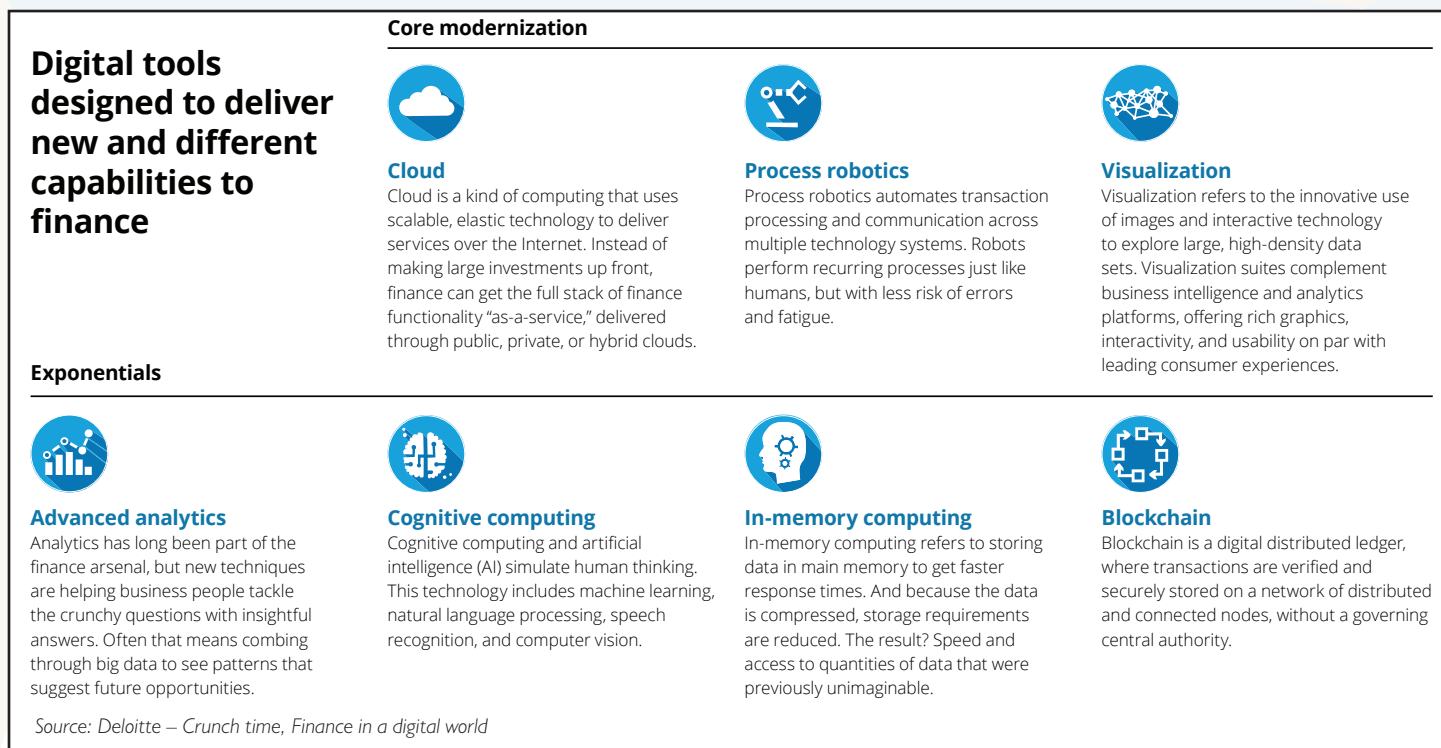 Digital tools
designed to deliver
new and different
capabilities to
finance
Core modernization
Cloud
Cloud is a kind of computing that uses
scalable, elastic technology to deliver
services over the Internet. Instead of
making large investments up front,
finance can get the full stack of finance
functionality “as-a-service,” delivered
through public, private, or hybrid clouds.
Process robotics
Process robotics automates transaction
processing and communication across
multiple technology systems. Robots
perform recurring processes just like
humans, but with less risk of errors
and fatigue.
Visualization
Visualization refers to the innovative use
of images and interactive technology
to explore large, high-density data
sets. Visualization suites complement
business intelligence and analytics
platforms, offering rich graphics,
interactivity, and usability on par with
leading consumer experiences.
Exponentials
Advanced analytics
Analytics has long been part of the
finance arsenal, but new techniques
are helping business people tackle
the crunchy questions with insightful
answers. Often that means combing
through big data to see patterns that
suggest future opportunities.
Cognitive computing
Cognitive computing and artificial
intelligence (AI) simulate human thinking.
This technology includes machine learning,
natural language processing, speech
recognition, and computer vision.
In-memory computing
In-memory computing refers to storing
data in main memory to get faster
response times. And because the data
is compressed, storage requirements
are reduced. The result? Speed and
access to quantities of data that were
previously unimaginable.
Blockchain
Blockchain is a digital distributed ledger,
where transactions are verified and
securely stored on a network of distributed
and connected nodes, without a governing
central authority.
Source: Deloitte – Crunch time, Finance in a digital world